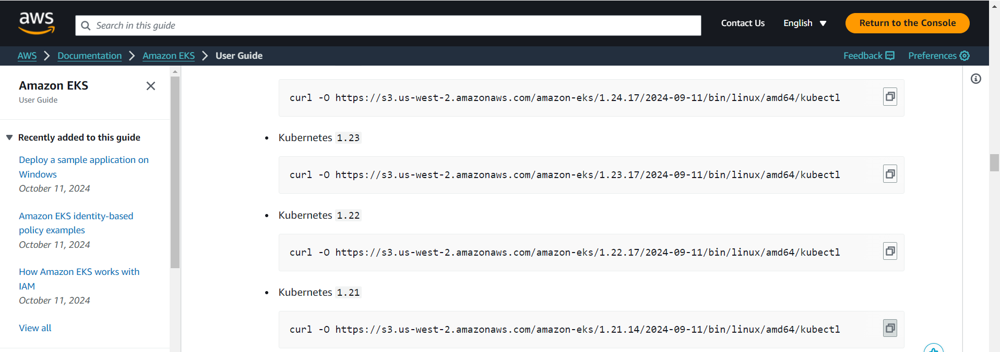 aws
Search in this guide
Contact Us
English
Return to the Console
AWS
Documentation
Amazon EKS
User Guide
Feedback
Preferences
Amazon EKS
User Guide
Recently added to this guide
Deploy a sample application on
Windows
October 11, 2024
Amazon EKS identity-based
policy examples
October 11, 2024
How Amazon EKS works with
IAM
October 11, 2024
View all
curl -O https://s3.us-west-2.amazonaws.com/amazon-eks/1.24.17/2024-09-11/bin/linux/amd64/kubectl
• Kubernetes 1.23
curl -O https://s3.us-west-2.amazonaws.com/amazon-eks/1.23.17/2024-09-11/bin/linux/amd64/kubectl
• Kubernetes 1.22
curl -O https://s3.us-west-2.amazonaws.com/amazon-eks/1.22.17/2024-09-11/bin/linux/amd64/kubectl
• Kubernetes 1.21
curl -O https://s3.us-west-2.amazonaws.com/amazon-eks/1.21.14/2024-09-11/bin/linux/amd64/kubectl